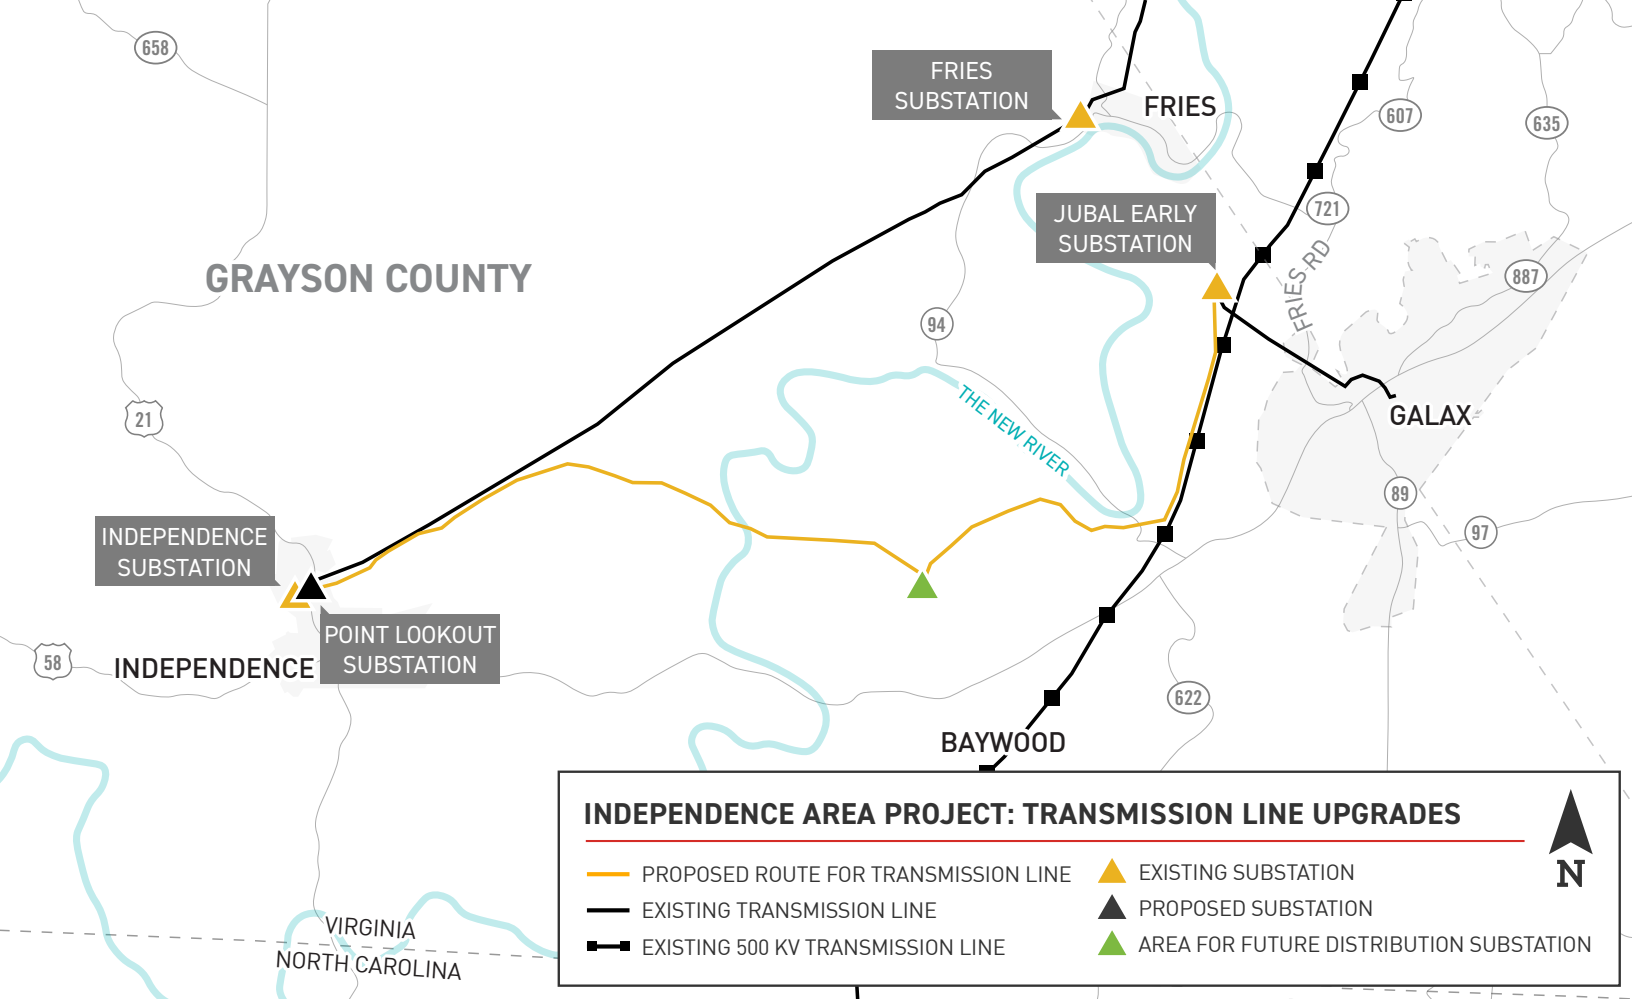 658
FRIES
SUBSTATION
FRIES
607
635
JUBAL EARLY
SUBSTATION
721
FRIES RD
887
GRAYSON COUNTY
94
21
THE NEW RIVER
GALAX
89
97
INDEPENDENCE
SUBSTATION
POINT LOOKOUT
SUBSTATION
58
INDEPENDENCE
622
BAYWOOD
INDEPENDENCE AREA PROJECT: TRANSMISSION LINE UPGRADES
PROPOSED ROUTE FOR TRANSMISSION LINE
EXISTING TRANSMISSION LINE
EXISTING 500 KV TRANSMISSION LINE
EXISTING SUBSTATION
PROPOSED SUBSTATION
AREA FOR FUTURE DISTRIBUTION SUBSTATION
N
VIRGINIA
NORTH CAROLINA